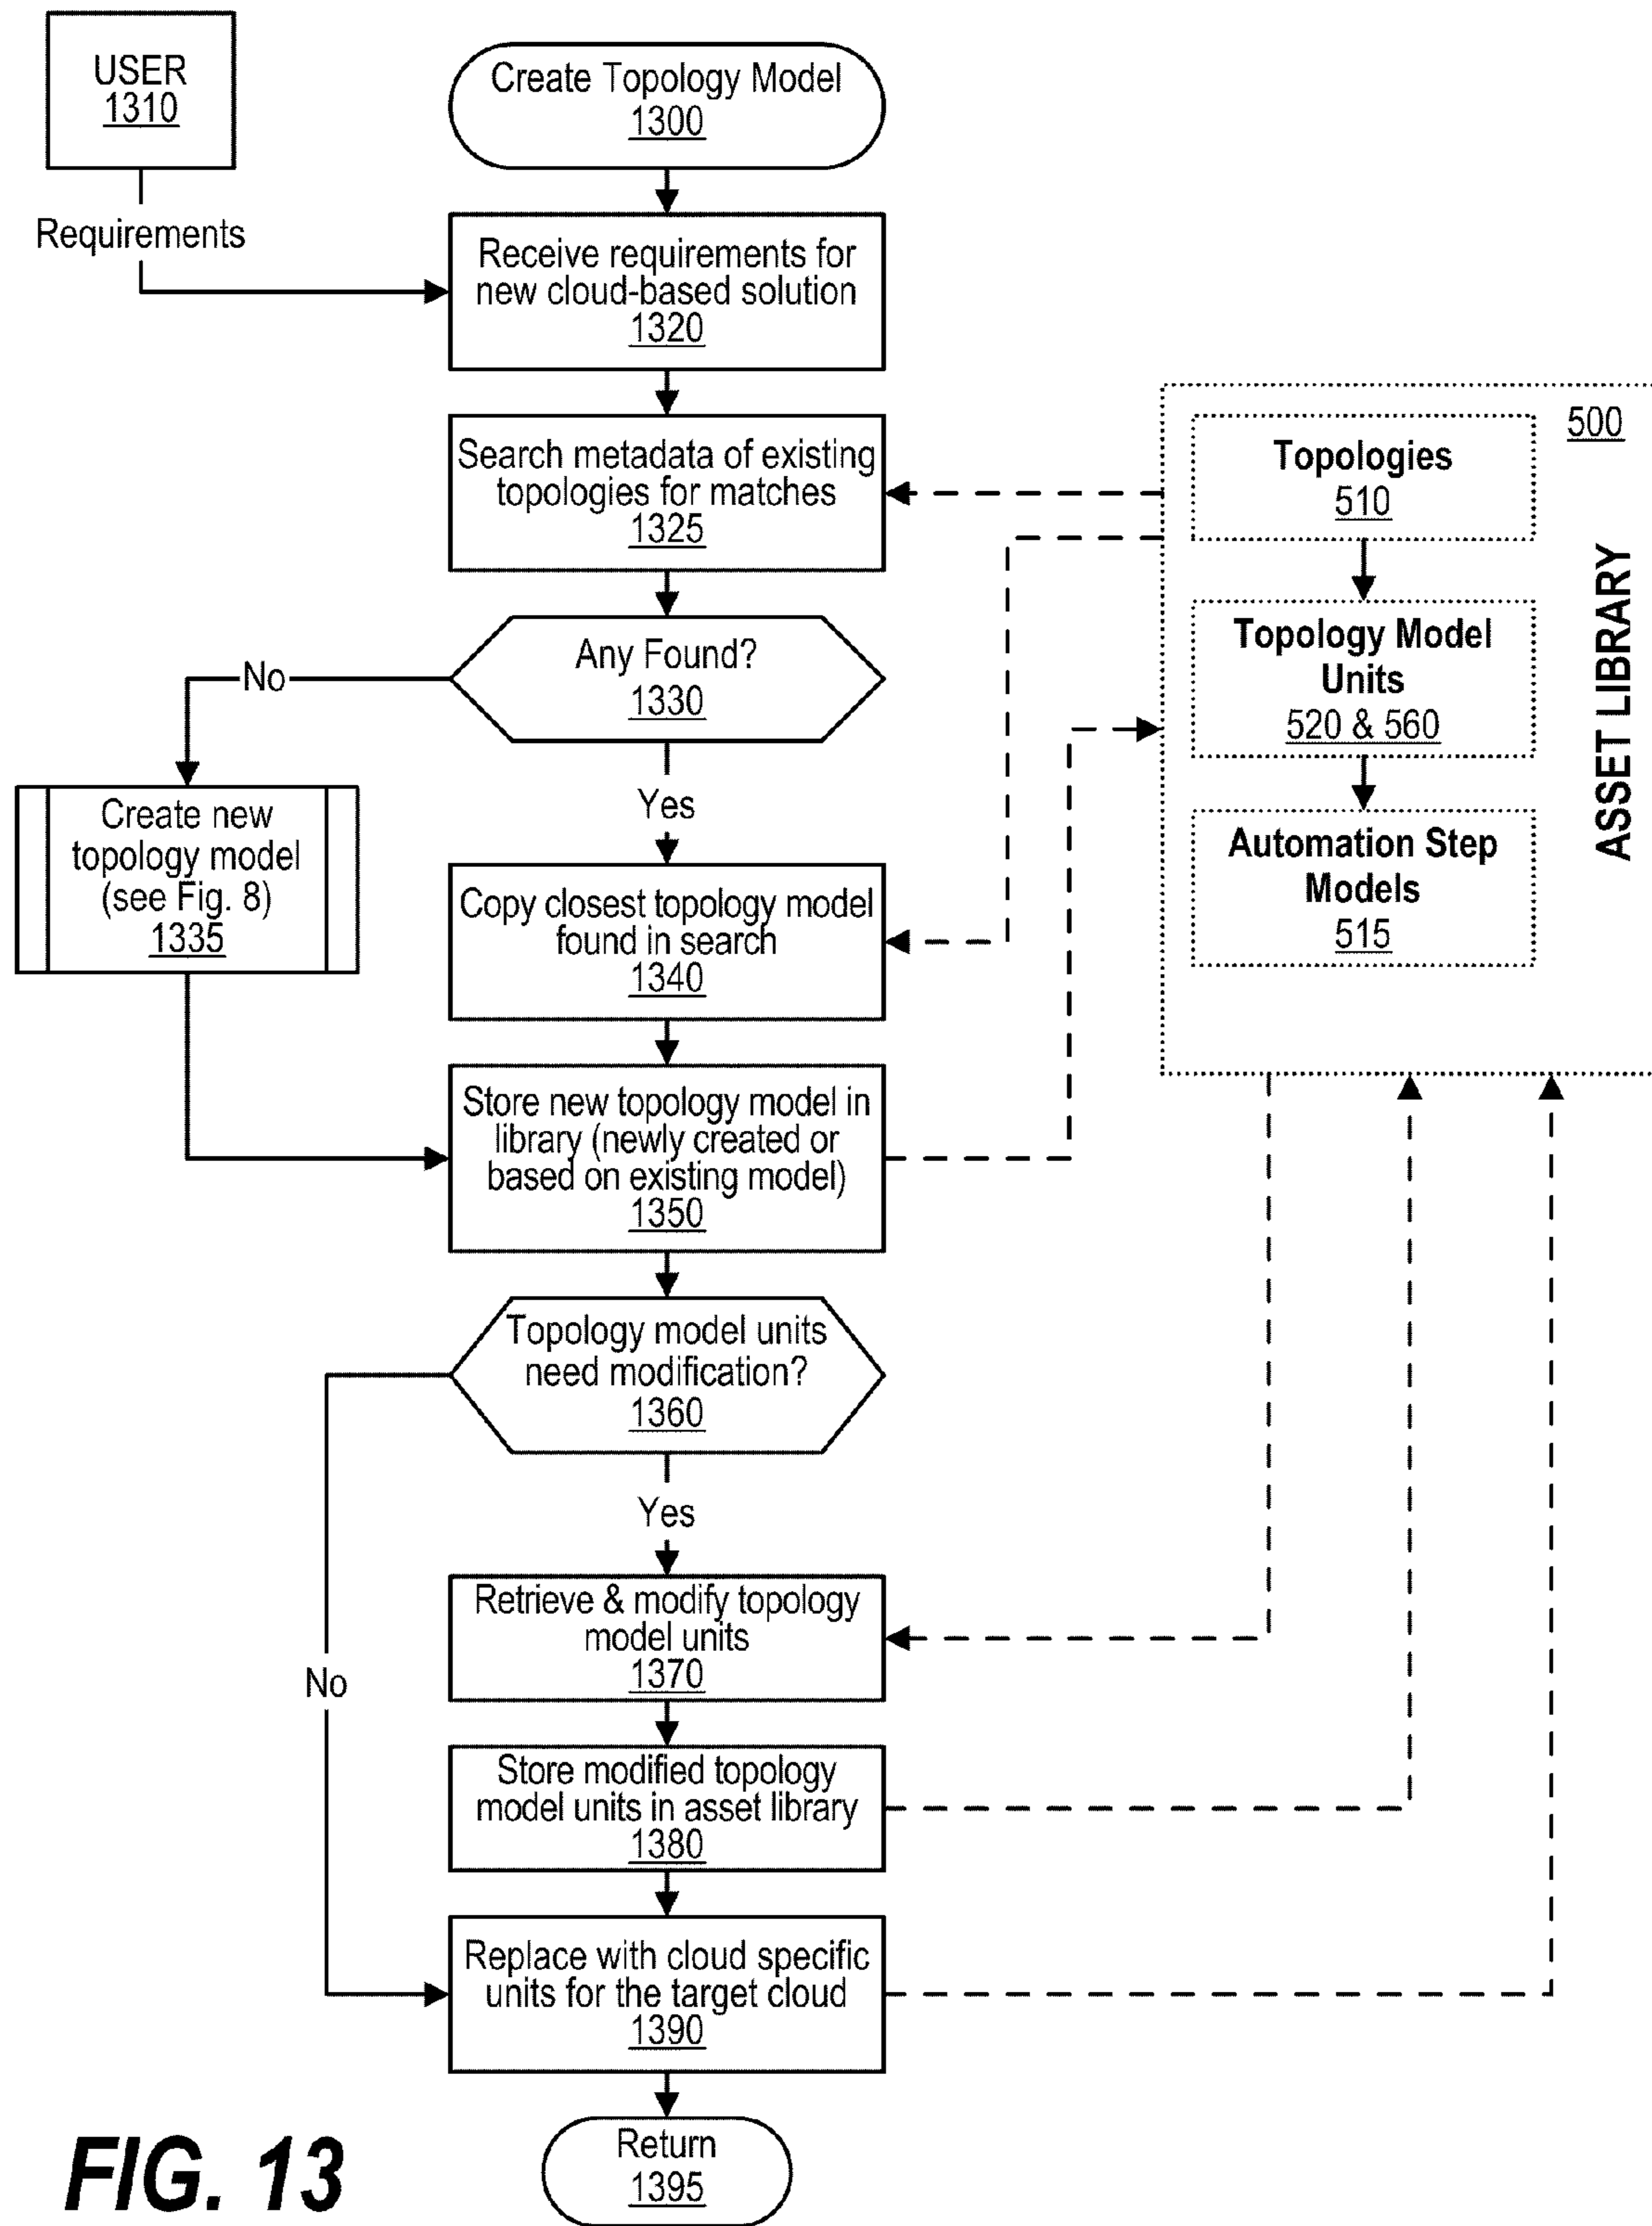 USER
1310
Requirements
Create Topology Model
1300
Receive requirements for
new cloud-based solution
1320
Search metadata of existing
topologies for matches
1325
Any Found?
1330
No
Yes
Create new
topology model
(see Fig. 8)
1335
Copy closest topology model
found in search
1340
Store new topology model in
library (newly created or
based on existing model)
1350
Topology model units
need modification?
1360
Yes
No
Retrieve & modify topology
model units
1370
Store modified topology
model units in asset library
1380
Replace with cloud specific
units for the target cloud
1390
Return
1395
500
Topologies
510
Topology Model
Units
520 & 560
Automation Step
Models
515
ASSET LIBRARY
FIG. 13